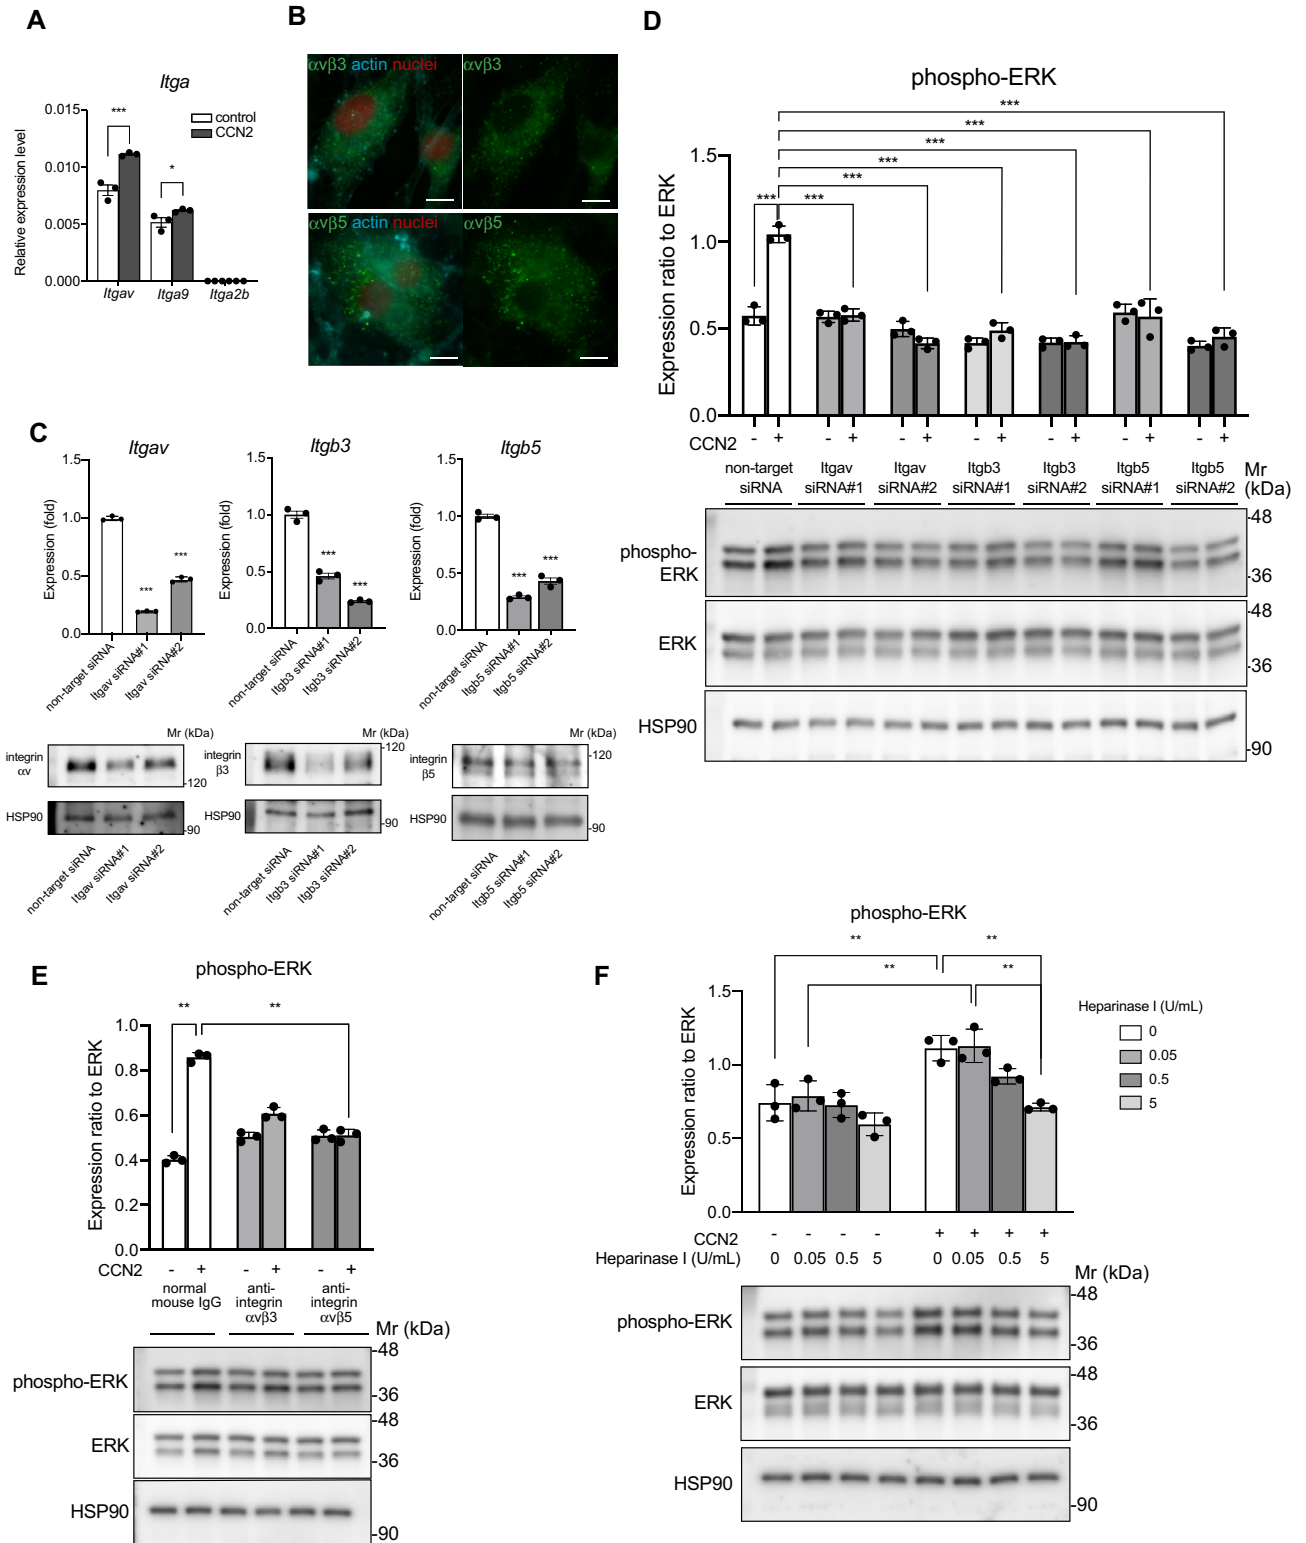 A
Itga
Relative expression level
0.015
0.010
0.005
0.000
***
*
control
CCN2
Itgav
Itga9
Itga2b
B
αvβ3 actin nuclei
αvβ3
αvβ5 actin nuclei
αvβ5
C
Itgav
Expression (fold)
1.5
1.0
0.5
0.0
***
***
non-target siRNA
Itgav siRNA#1
Itgav siRNA#2
Itgb3
Expression (fold)
1.5
1.0
0.5
0.0
***
***
non-target siRNA
Itgb3 siRNA#1
Itgb3 siRNA#2
Itgb5
Expression (fold)
1.5
1.0
0.5
0.0
***
***
non-target siRNA
Itgb5 siRNA#1
Itgb5 siRNA#2
Mr (kDa)
integrin
αv
-120
HSP90
-90
non-target siRNA
Itgav siRNA#1
Itgav siRNA#2
Mr (kDa)
integrin
β3
-120
HSP90
-90
non-target siRNA
Itgb3 siRNA#1
Itgb3 siRNA#2
Mr (kDa)
integrin
β5
-120
HSP90
-90
non-target siRNA
Itgb5 siRNA#1
Itgb5 siRNA#2
D
phospho-ERK
Expression ratio to ERK
1.5
1.0
0.5
0.0
***
***
***
***
***
*** ***
CCN2 - + - + - + - + - + - + - +
non-target siRNA
Itgav siRNA#1
Itgav siRNA#2
Itgb3 siRNA#1
Itgb3 siRNA#2
Itgb5 siRNA#1
Itgb5 siRNA#2
Mr
(kDa)
phospho-
ERK
-48
-36
ERK
-48
-36
HSP90
-90
E
phospho-ERK
Expression ratio to ERK
1.0
0.8
0.6
0.4
0.2
0.0
** **
CCN2 - + - + - +
normal
mouse IgG
anti-
integrin
αvβ3
anti-
integrin
αvβ5
Mr (kDa)
phospho-ERK
-48
-36
ERK
-48
-36
HSP90
-90
F
phospho-ERK
Expression ratio to ERK
1.5
1.0
0.5
0.0
** **
** **
Heparinase I (U/mL)
0
0.05
0.5
5
CCN2 - - - - + + + +
Heparinase I (U/mL) 0 0.05 0.5 5 0 0.05 0.5 5
Mr (kDa)
phospho-ERK
-48
-36
ERK
-48
-36
HSP90
-90